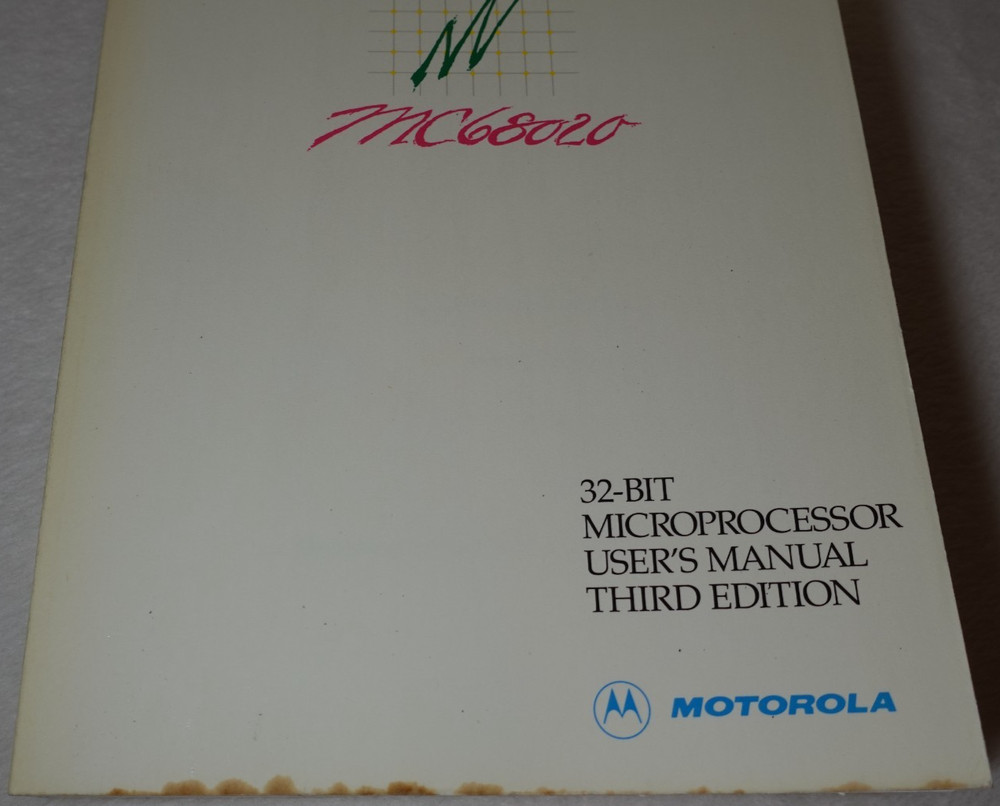 MC68020
32-BIT
MICROPROCESSOR
USER'S MANUAL
THIRD EDITION
MOTOROLA